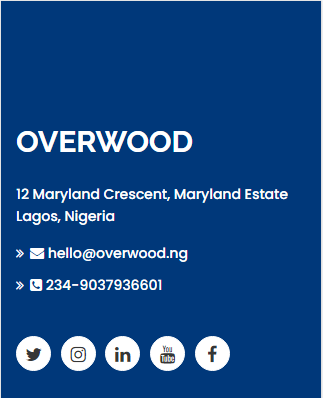 OVERWOOD
12 Maryland Crescent, Maryland Estate
Lagos, Nigeria
» hello@overwood.ng
» 234-9037936601
You Tube